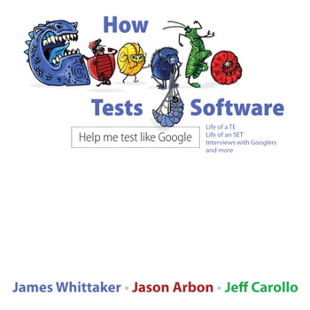 How
Google
Tests Software
Help me test like Google
Life of a TE
Life of an SET
Interviews with Googlers
and more
James Whittaker • Jason Arbon • Jeff Carollo